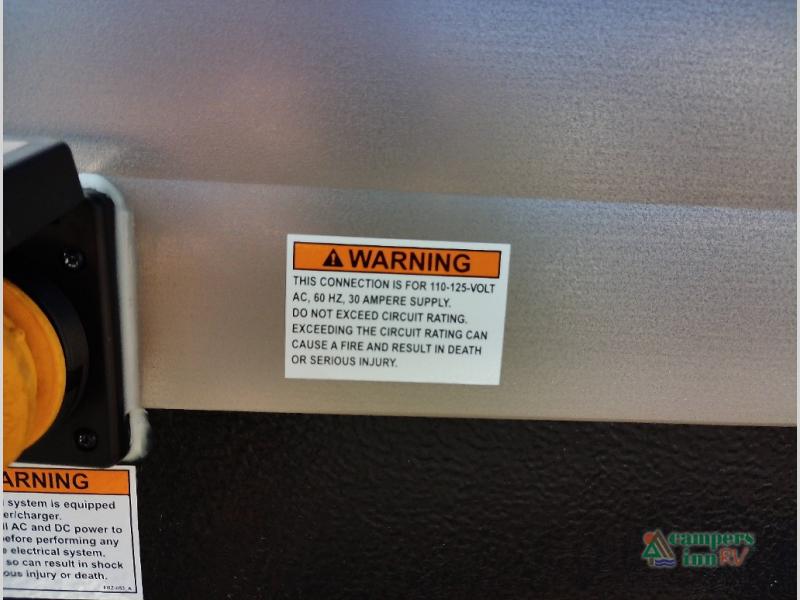 WARNING
THIS CONNECTION IS FOR 110-125-VOLT
AC, 60 HZ, 30 AMPERE SUPPLY.
DO NOT EXCEED CIRCUIT RATING.
EXCEEDING THE CIRCUIT RATING CAN
CAUSE A FIRE AND RESULT IN DEATH
OR SERIOUS INJURY.
ARNING
system is equipped
er/charger.
ll AC and DC power to
before performing any
e electrical system.
so can result in shock
ous injury or death.
campers
inn RV